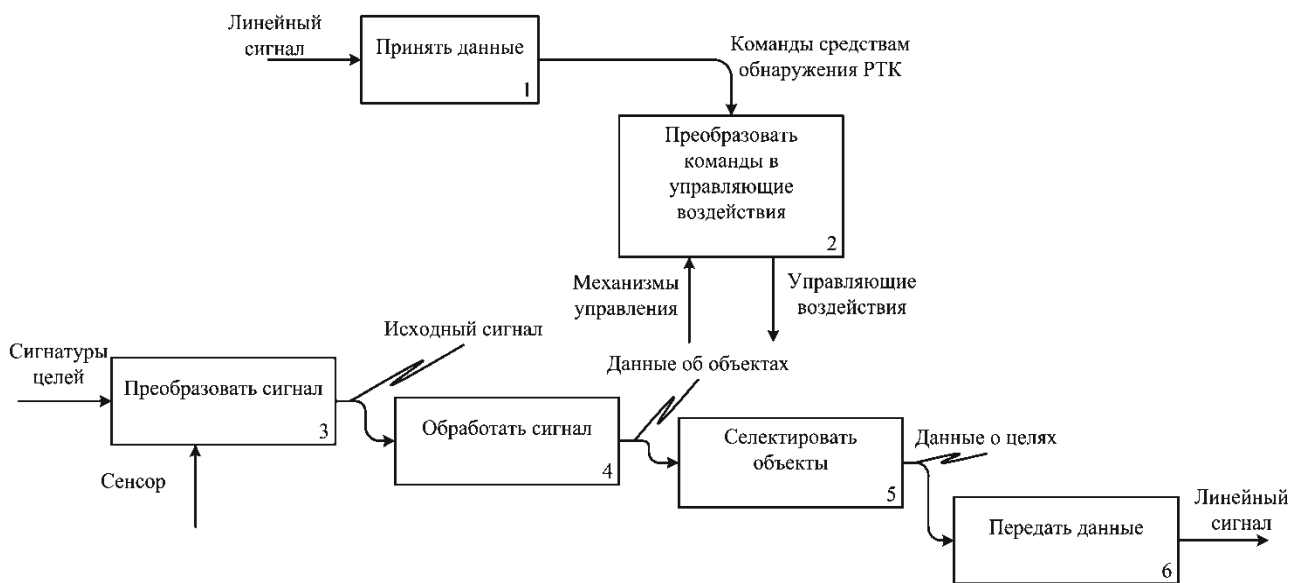 Линейный
сигнал
Принять данные
1
Команды средствам
обнаружения РТК
Преобразовать
команды в
управляющие
воздействия
2
Механизмы
управления
Управляющие
воздействия
Сигнатуры
целей
Преобразовать сигнал
3
Исходный сигнал
Сенсор
Обработать сигнал
4
Данные об объектах
Селектировать
объекты
5
Данные о целях
Передать данные
6
Линейный
сигнал